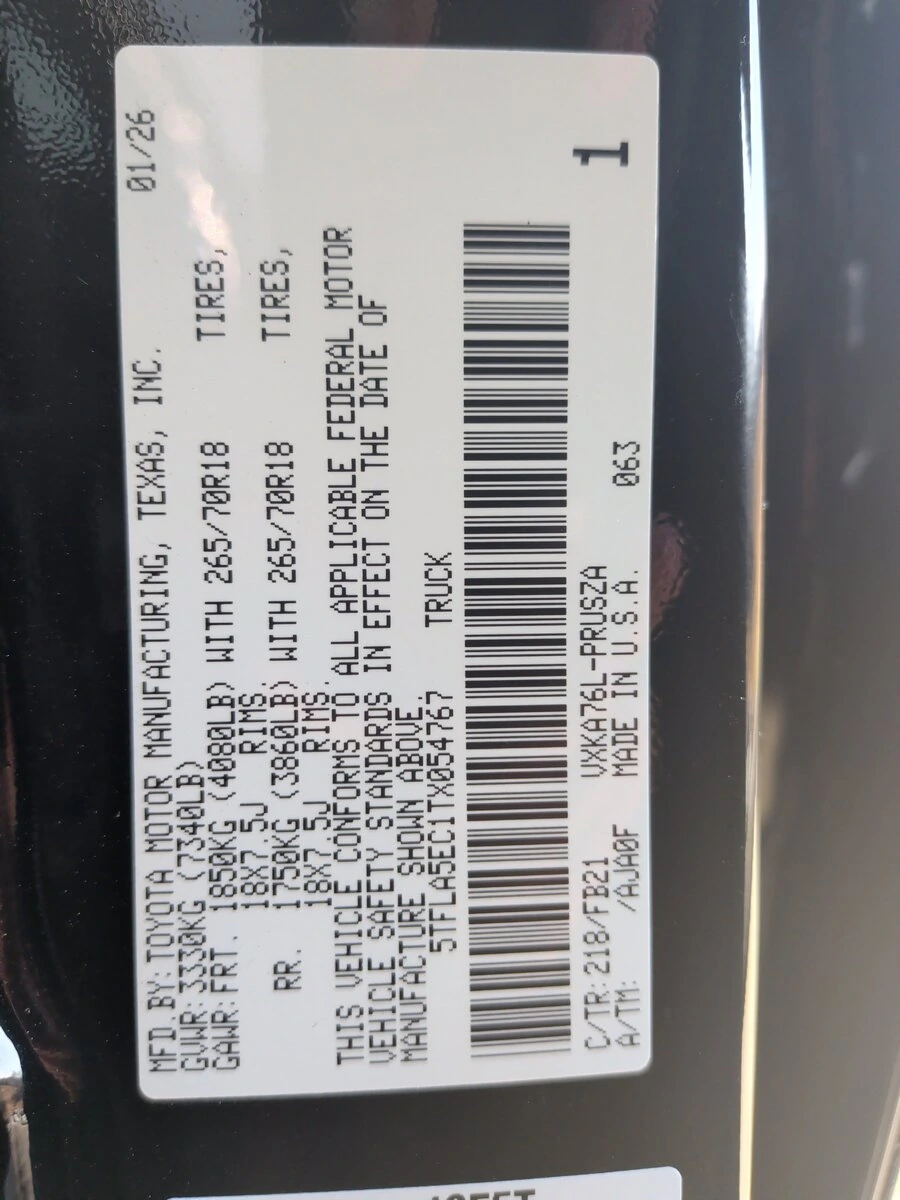 MFD.BY:TOYOTA MOTOR MANUFACTURING, TEXAS, INC. 01/26
GVWR:3330KG (7340LB)
GAWR:FRT. 1850KG (4080LB) WITH 265/70R18 TIRES,
18X7.5J RIMS,
RR. 1750KG (3860LB) WITH 265/70R18 TIRES,
18X7.5J RIMS.
THIS VEHICLE CONFORMS TO ALL APPLICABLE FEDERAL MOTOR
VEHICLE SAFETY STANDARDS IN EFFECT ON THE DATE OF
MANUFACTURE SHOWN ABOVE.
5TFLA5EC1TX054767 TRUCK
C/TR:218/FB21 VXKA76L-PRUSZA 1
A/TM: /AJA0F MADE IN U.S.A. 063